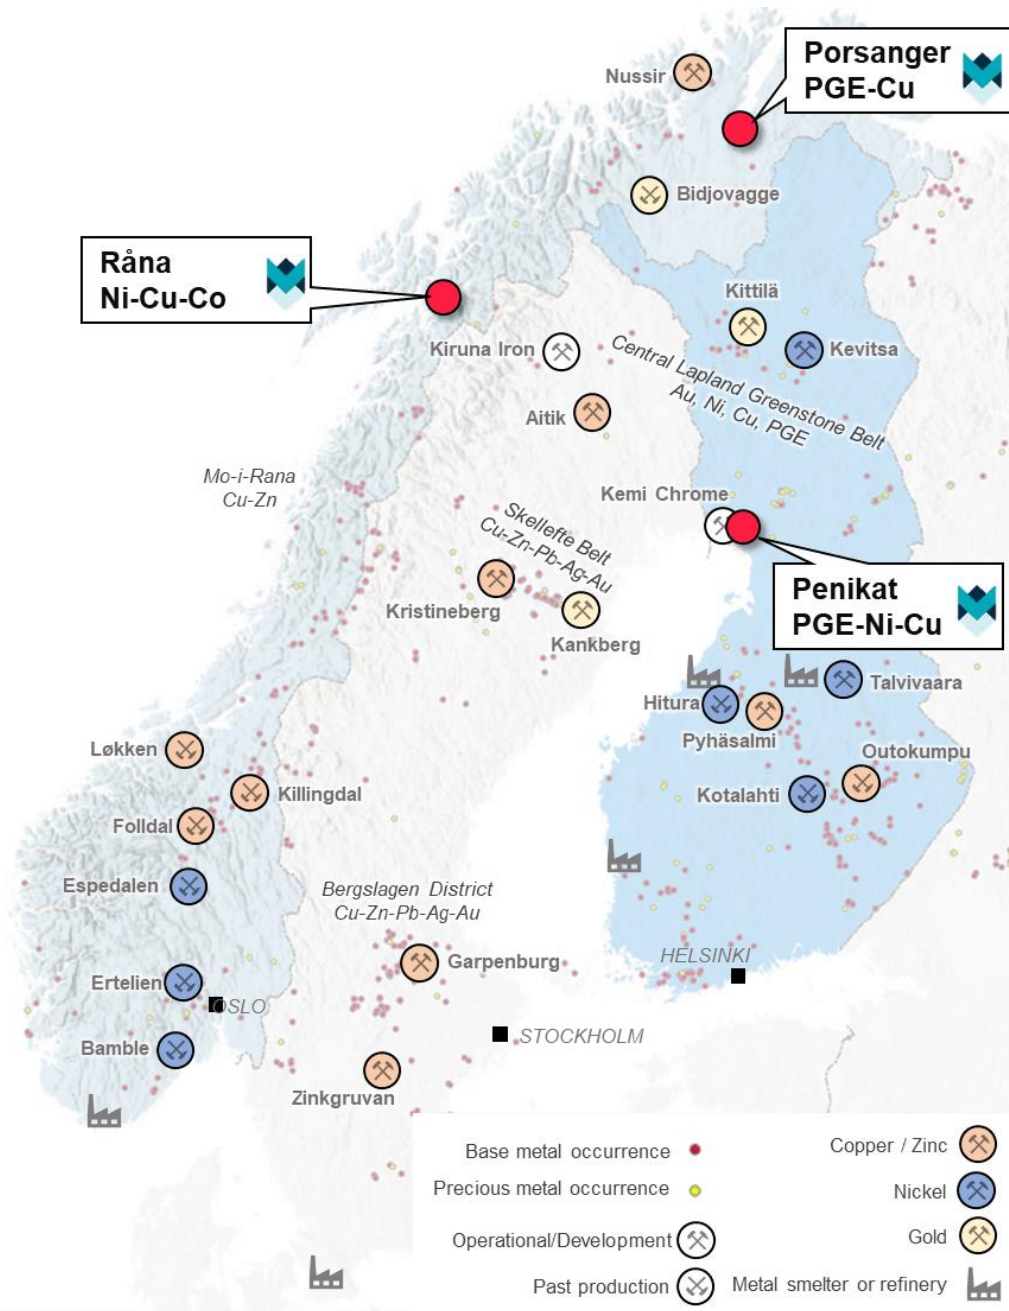 Porsanger
PGE-Cu
Nussir
Bidjovagge
Råna
Ni-Cu-Co
Kittilä
Kiruna Iron
Kevitsa
Central Lapland Greenstone Belt
Au, Ni, Cu, PGE
Aitik
Mo-i-Rana
Cu-Zn
Kemi Chrome
Skellefte Belt
Cu-Zn-Pb-Ag-Au
Penikat
PGE-Ni-Cu
Kristineberg
Kankberg
Talvivaara
Hitura
Pyhäsalmi
Løkken
Outokumpu
Killingdal
Kotalahti
Folldal
Espedalen
Bergslagen District
Cu-Zn-Pb-Ag-Au
Garpenburg
HELSINKI
Ertelien
OSLO
STOCKHOLM
Bamble
Zinkgruvan
Base metal occurrence
Precious metal occurrence
Operational/Development
Past production
Copper / Zinc
Nickel
Gold
Metal smelter or refinery